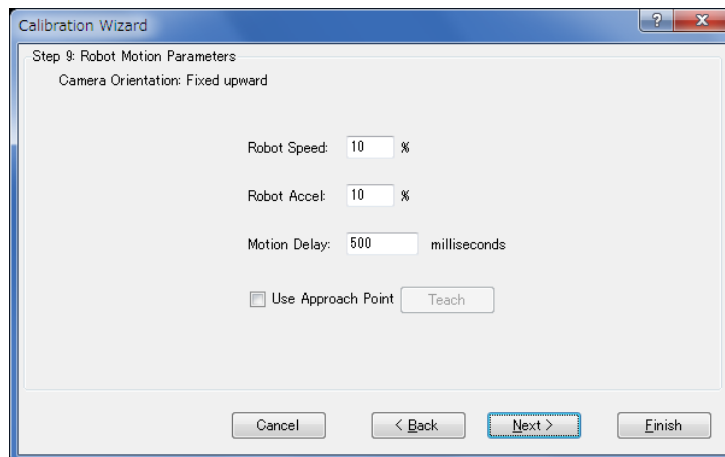 Calibration Wizard
?
X
Step 9: Robot Motion Parameters
Camera Orientation: Fixed upward
Robot Speed: 10 %
Robot Accel: 10 %
Motion Delay: 500 milliseconds
Use Approach Point Teach
Cancel < Back Next > Finish